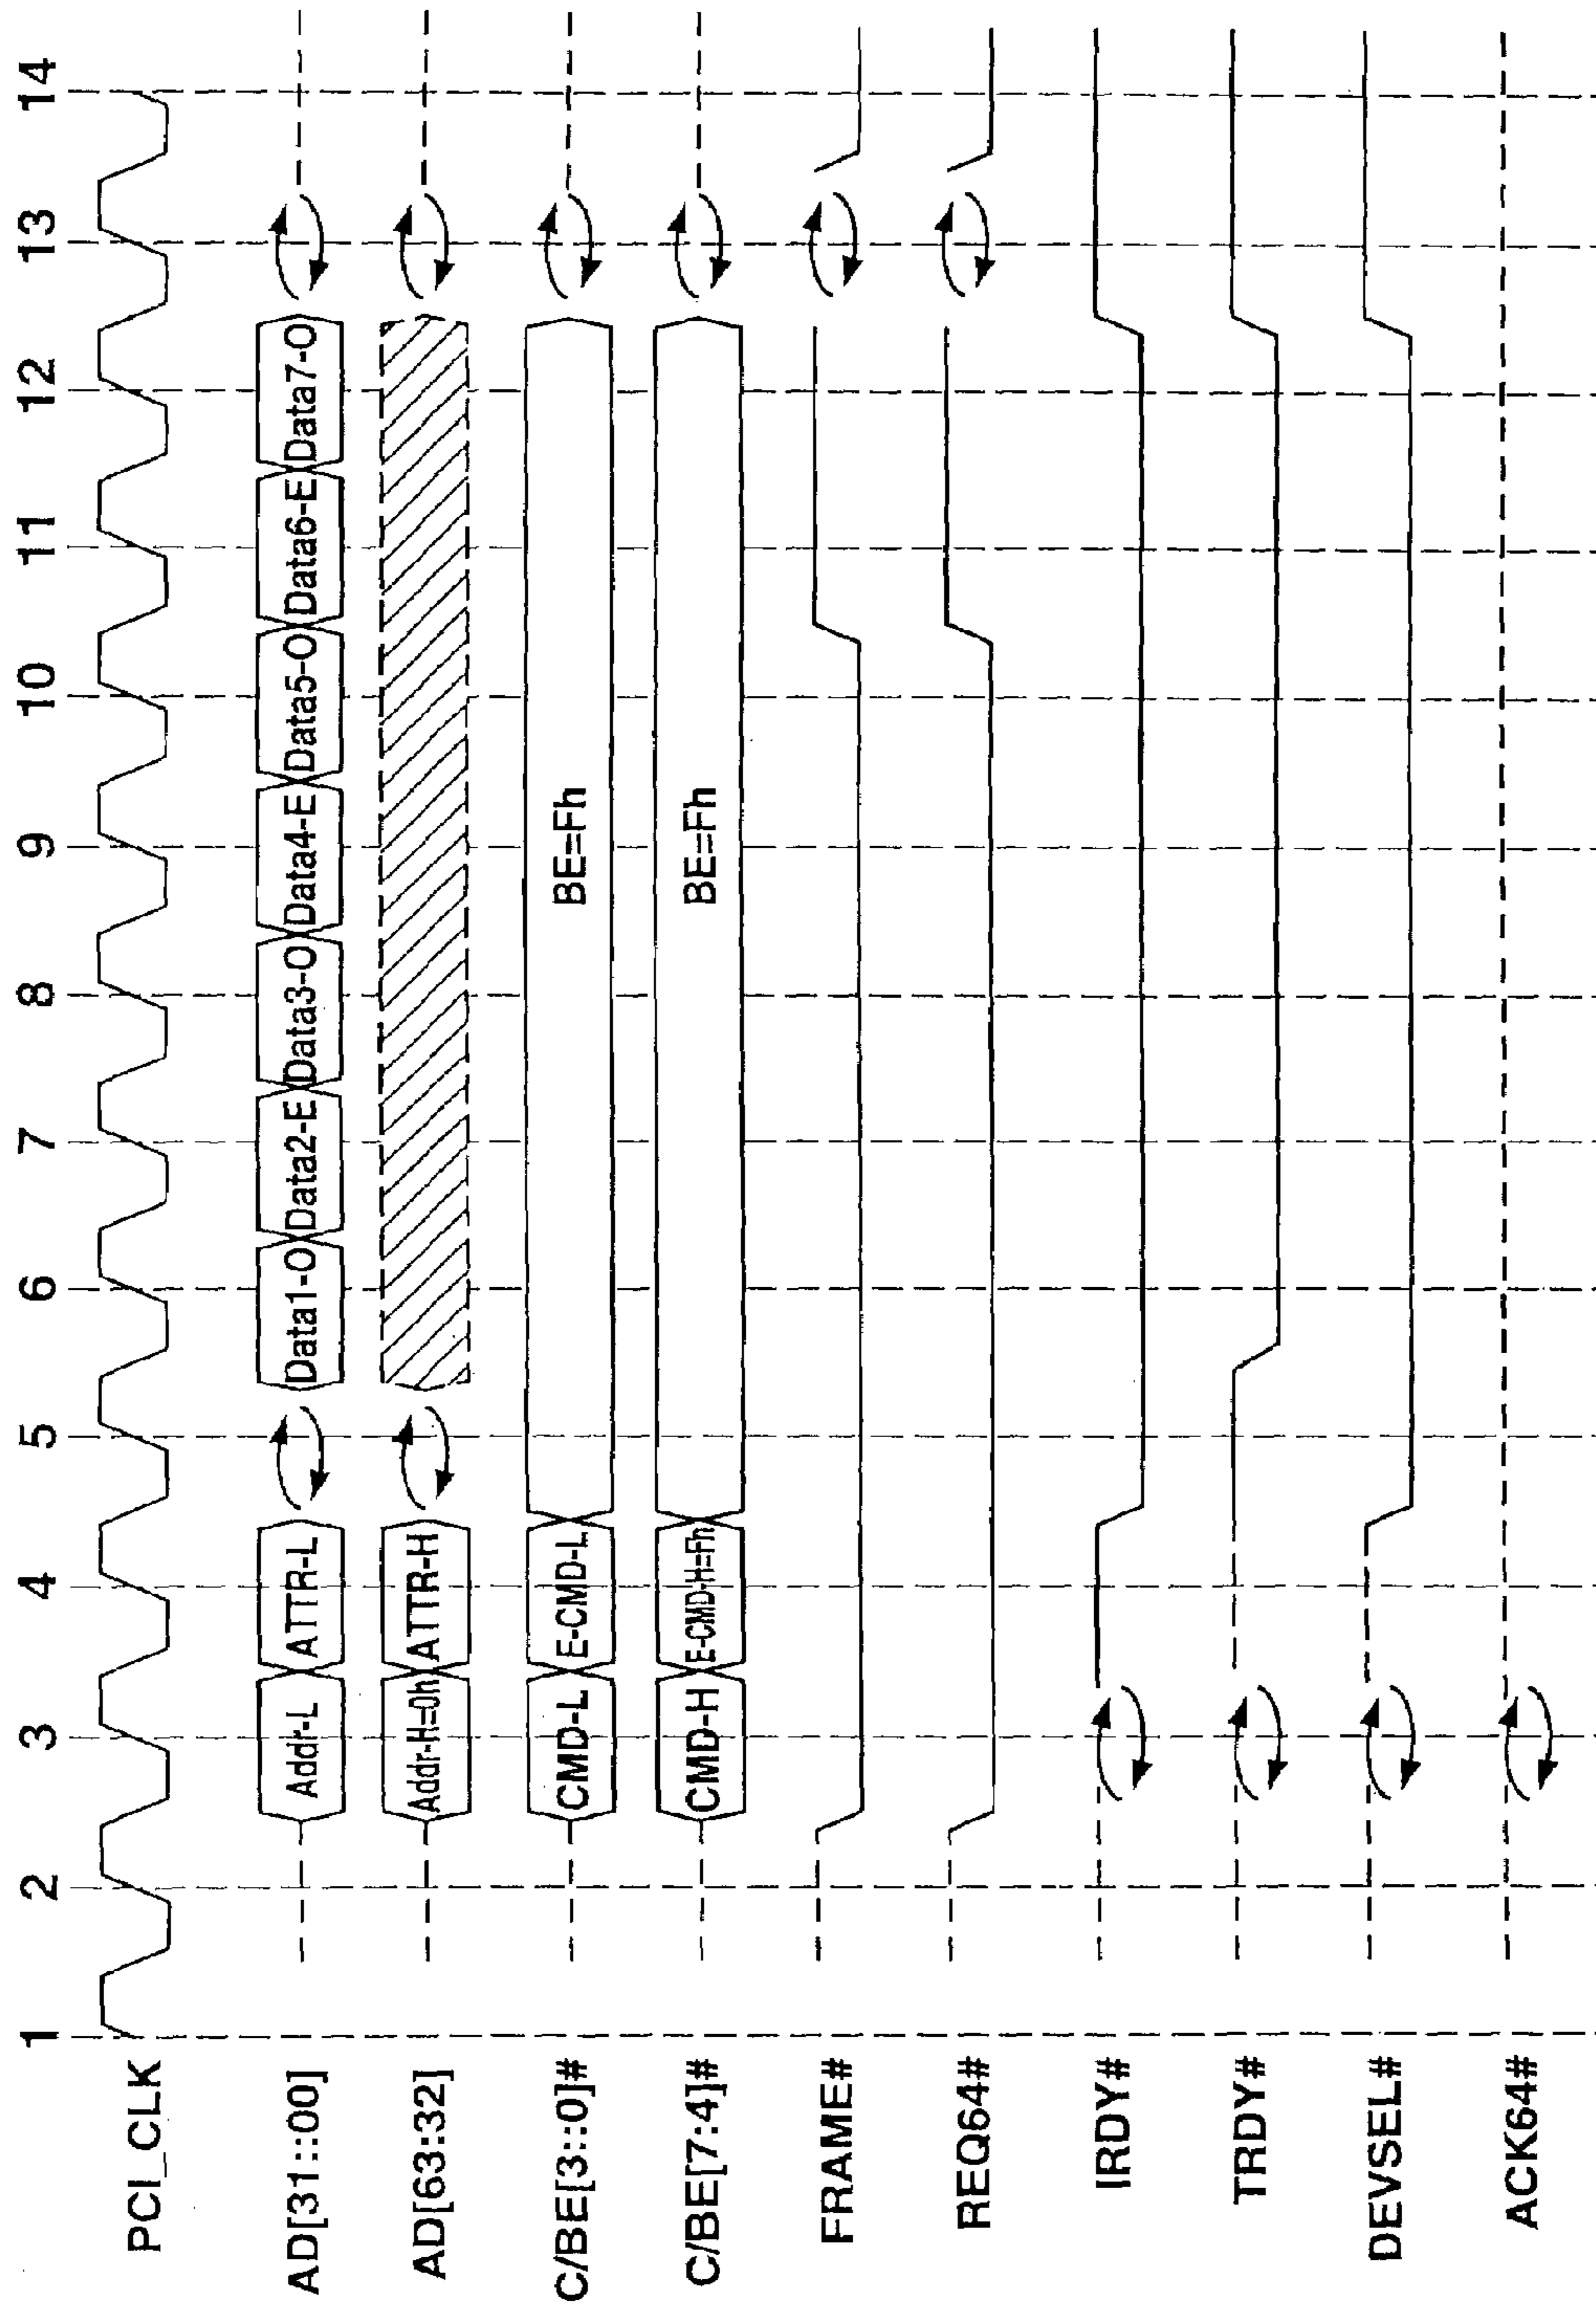 1 2 3 4 5 6 7 8 9 10 11 12 13 14
PCI_CLK
AD[31::00] Addr-L ATTR-L Data1-O Data2-E Data3-O Data4-E Data5-O Data6-E Data7-O
AD[63:32] Addr-H=0h ATTR-H
C/BE[3::0]# CMD-L E-CMD-L BE=Fh
C/BE[7:4]# CMD-H E-CMD-H=Fh BE=Fh
FRAME#
REQ64#
IRDY#
TRDY#
DEVSEL#
ACK64#